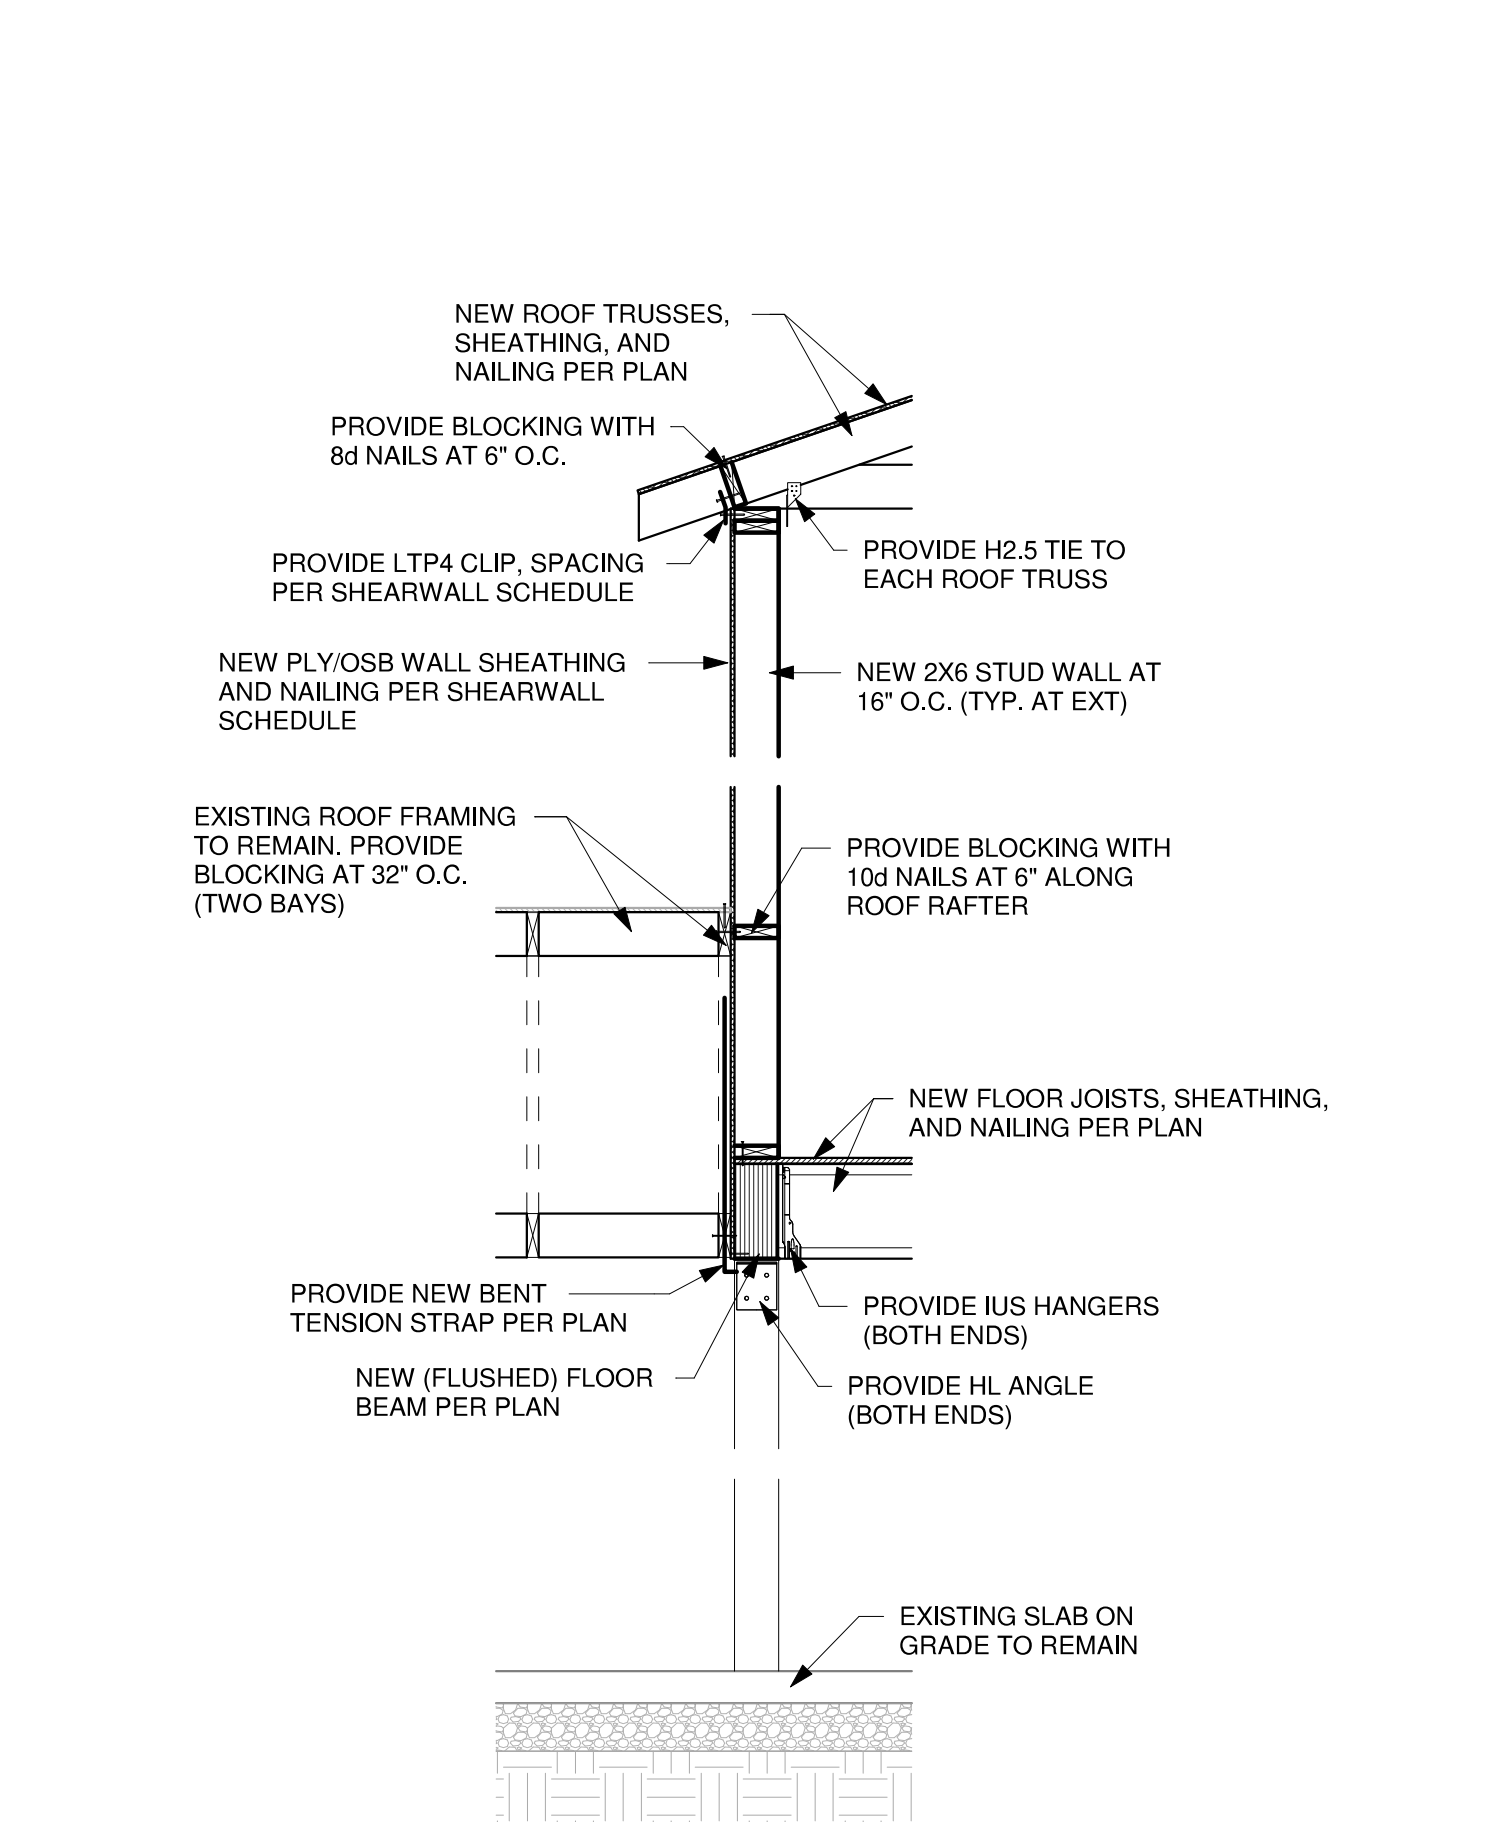 NEW ROOF TRUSSES,
SHEATHING, AND
NAILING PER PLAN
PROVIDE BLOCKING WITH
8d NAILS AT 6" O.C.
PROVIDE LTP4 CLIP, SPACING
PER SHEARWALL SCHEDULE
PROVIDE H2.5 TIE TO
EACH ROOF TRUSS
NEW PLY/OSB WALL SHEATHING
AND NAILING PER SHEARWALL
SCHEDULE
NEW 2X6 STUD WALL AT
16" O.C. (TYP. AT EXT)
EXISTING ROOF FRAMING
TO REMAIN. PROVIDE
BLOCKING AT 32" O.C.
(TWO BAYS)
PROVIDE BLOCKING WITH
10d NAILS AT 6" ALONG
ROOF RAFTER
NEW FLOOR JOISTS, SHEATHING,
AND NAILING PER PLAN
PROVIDE NEW BENT
TENSION STRAP PER PLAN
PROVIDE IUS HANGERS
(BOTH ENDS)
NEW (FLUSHED) FLOOR
BEAM PER PLAN
PROVIDE HL ANGLE
(BOTH ENDS)
EXISTING SLAB ON
GRADE TO REMAIN